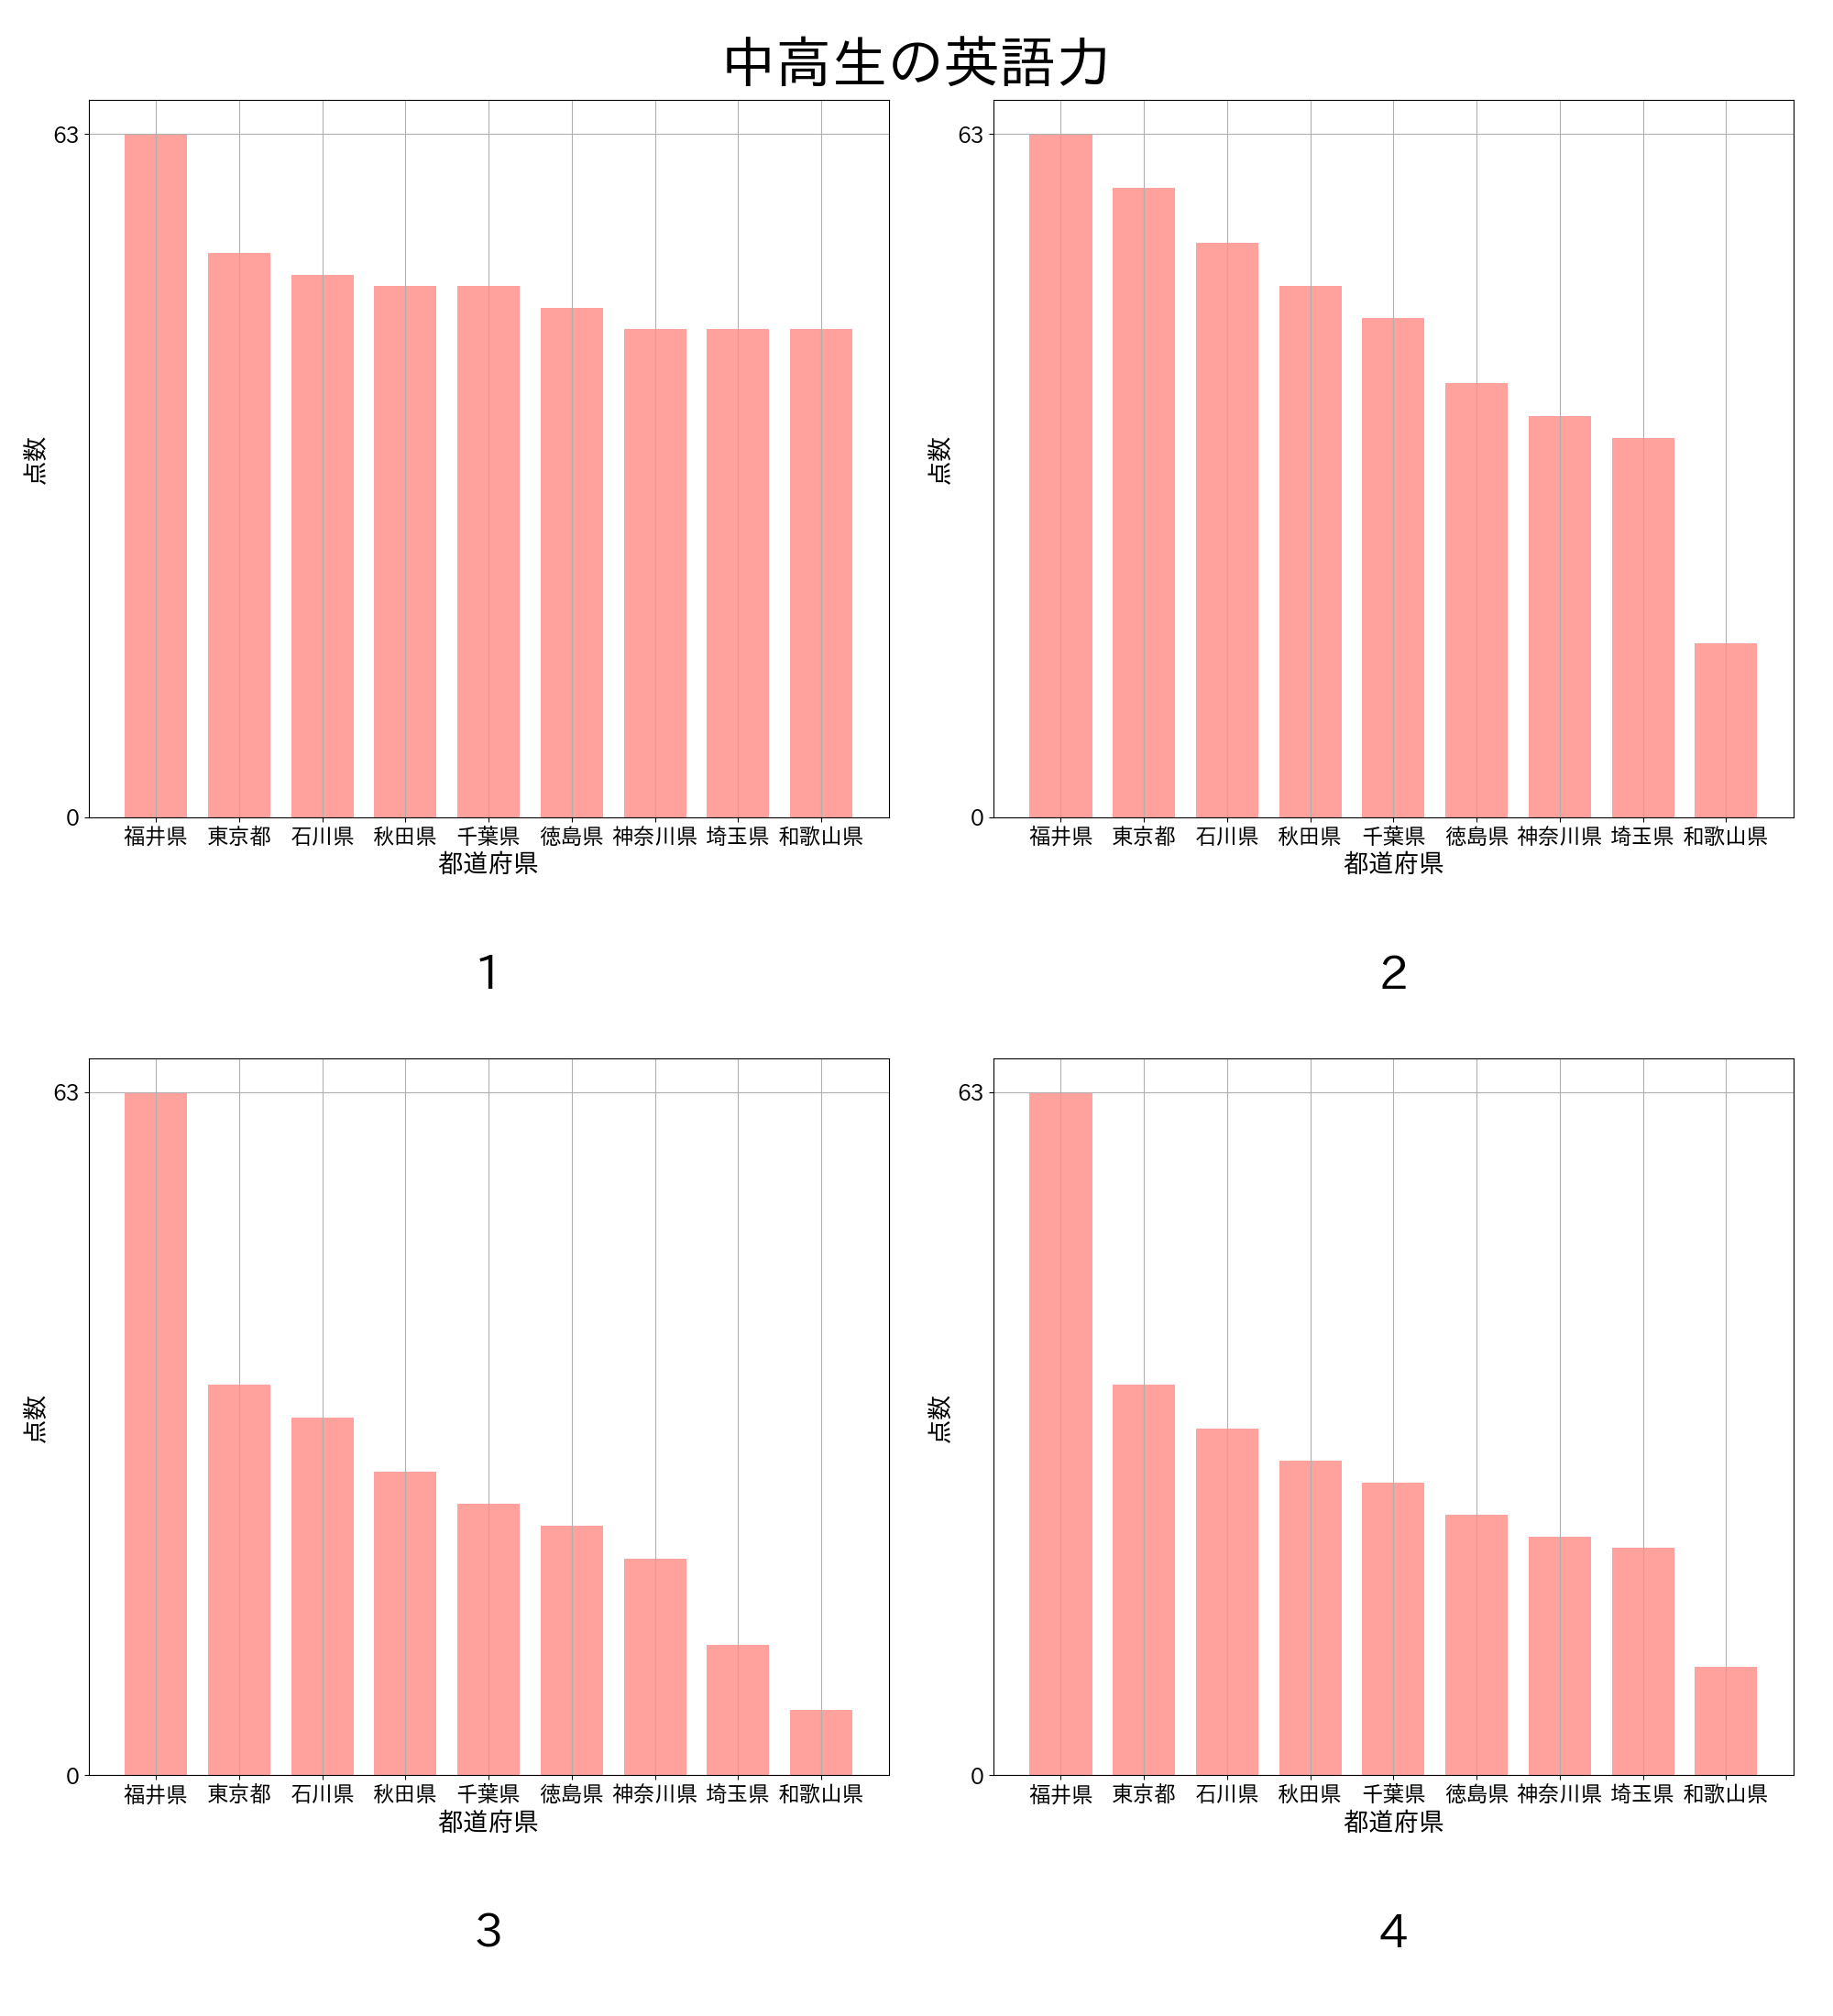 中高生の英語力
63
点数
0
福井県 東京都 石川県 秋田県 千葉県 徳島県 神奈川県 埼玉県 和歌山県
都道府県
1
63
点数
0
福井県 東京都 石川県 秋田県 千葉県 徳島県 神奈川県 埼玉県 和歌山県
都道府県
2
63
点数
0
福井県 東京都 石川県 秋田県 千葉県 徳島県 神奈川県 埼玉県 和歌山県
都道府県
3
63
点数
0
福井県 東京都 石川県 秋田県 千葉県 徳島県 神奈川県 埼玉県 和歌山県
都道府県
4